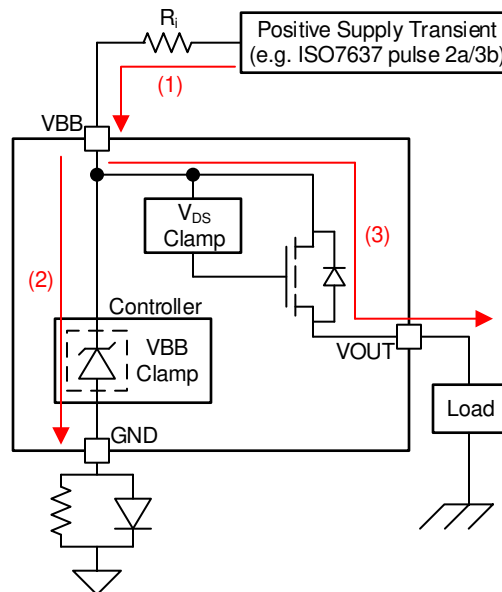 Ri
Positive Supply Transient
(e.g. ISO7637 pulse 2a/3b)
(1)
VBB
VDS
Clamp
(3)
(2)
Controller
VBB
Clamp
VOUT
GND
Load